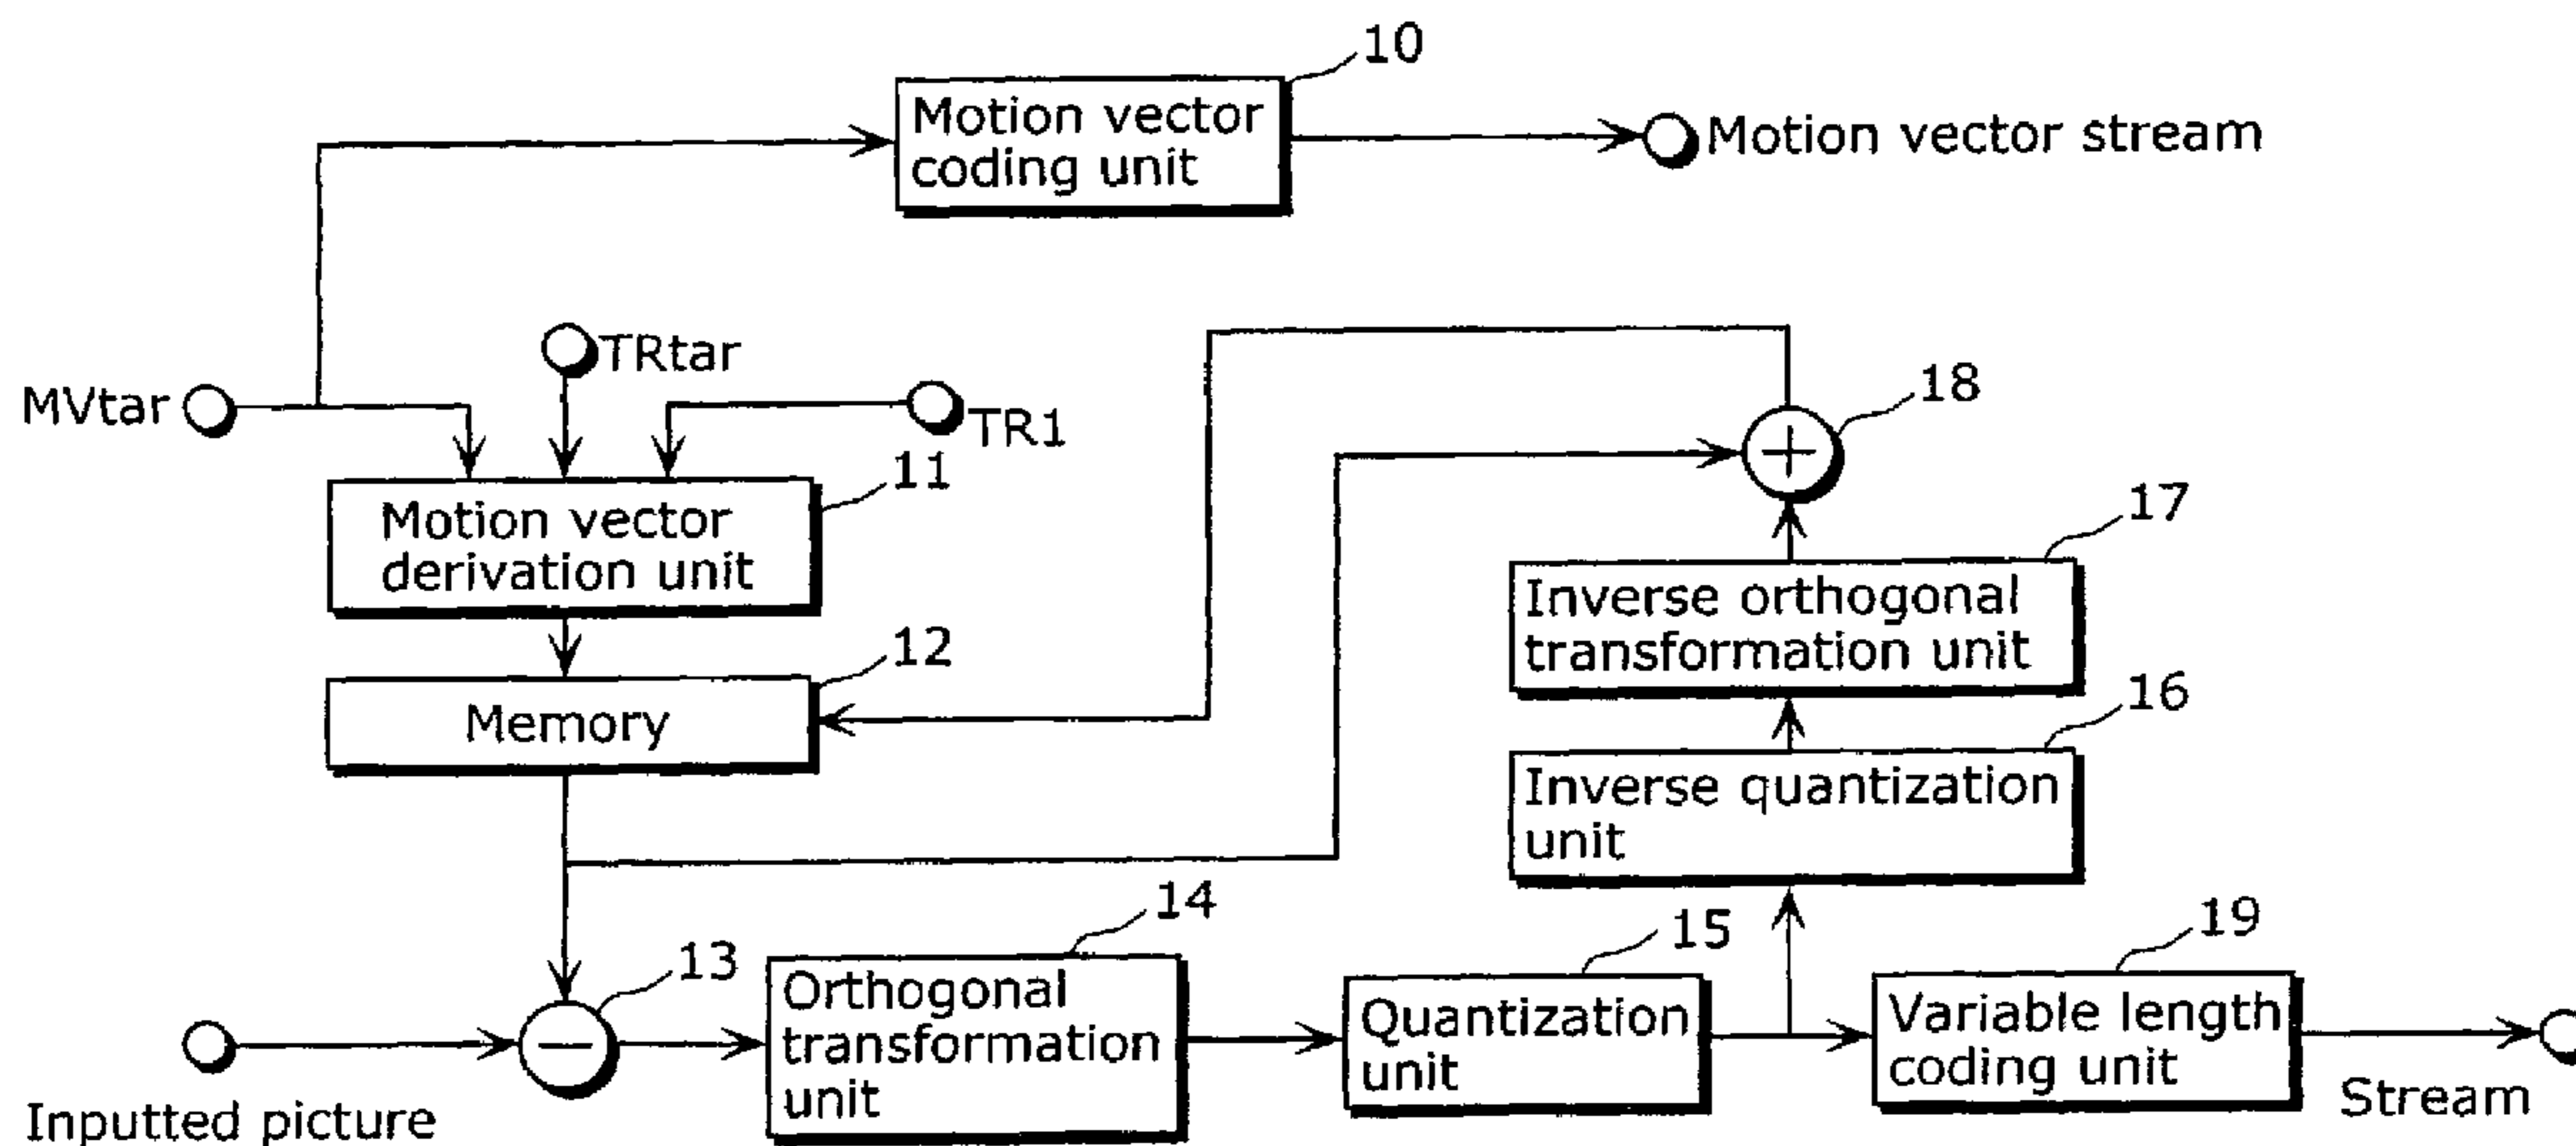 10
Motion vector
coding unit
Motion vector stream
TRtar
MVtar
TR1
18
11
Motion vector
derivation unit
17
Inverse orthogonal
transformation unit
12
Memory
16
Inverse quantization
unit
14
15
19
13
Orthogonal
transformation
unit
Quantization
unit
Variable length
coding unit
Inputted picture
Stream